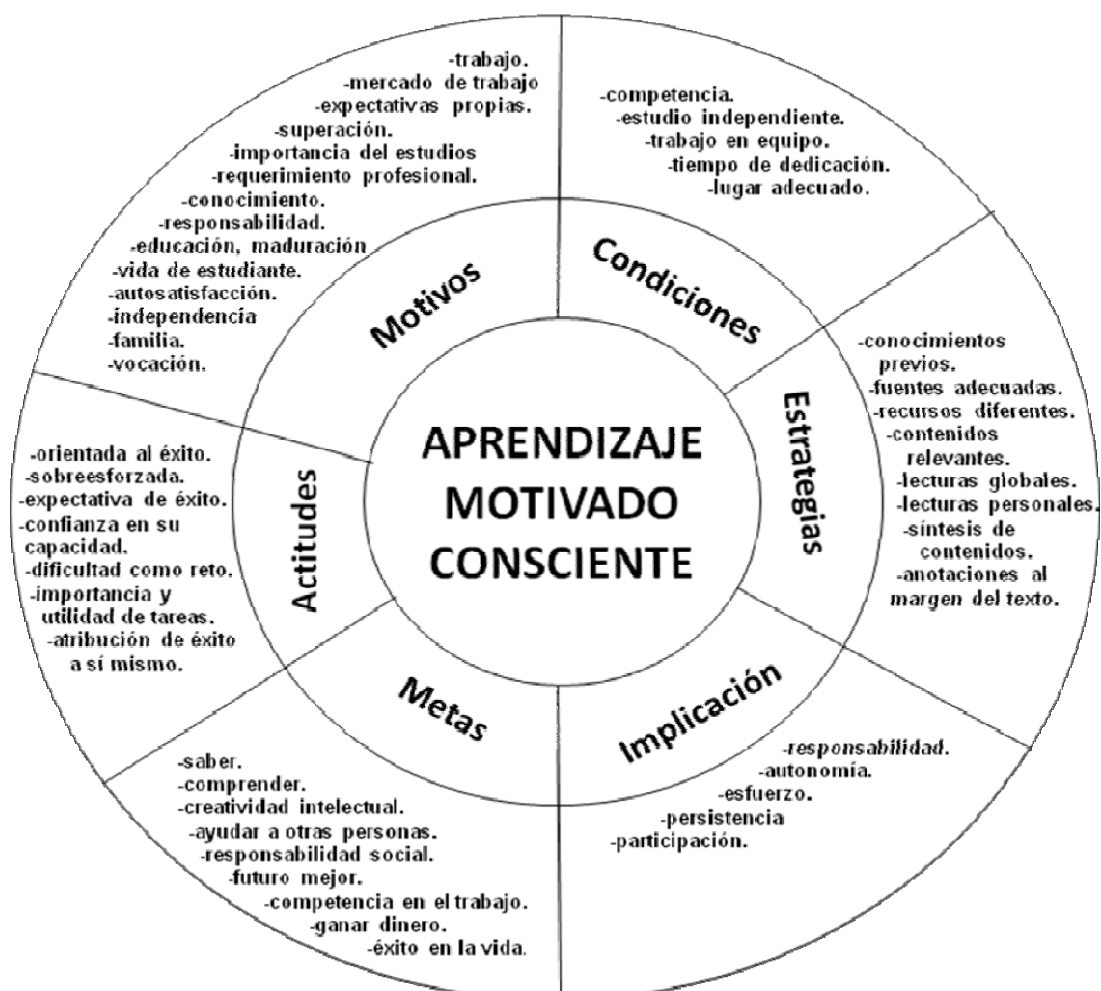 APRENDIZAJE
MOTIVADO
CONSCIENTE
Motivos
-trabajo.
-mercado de trabajo
-expectativas propias.
-superación.
-importancia del estudios
-requerimiento profesional.
-conocimiento.
-responsabilidad.
-educación, maduración
-vida de estudiante.
-autosatisfacción.
-independencia
-familia.
-vocación.
Condiciones
-competencia.
-estudio independiente.
-trabajo en equipo.
-tiempo de dedicación.
-lugar adecuado.
Estrategias
-conocimientos
previos.
-fuentes adecuadas.
-recursos diferentes.
-contenidos
relevantes.
-lecturas globales.
-lecturas personales.
-síntesis de
contenidos.
-anotaciones al
margen del texto.
Implicación
-responsabilidad.
-autonomía.
-esfuerzo.
-persistencia
-participación.
Metas
-saber.
-comprender.
-creatividad intelectual.
-ayudar a otras personas.
-responsabilidad social.
-futuro mejor.
-competencia en el trabajo.
-ganar dinero.
-éxito en la vida.
Actitudes
-orientada al éxito.
-sobreesforzada.
-expectativa de éxito.
-confianza en su
capacidad.
-dificultad como reto.
-importancia y
utilidad de tareas.
-atribución de éxito
a sí mismo.